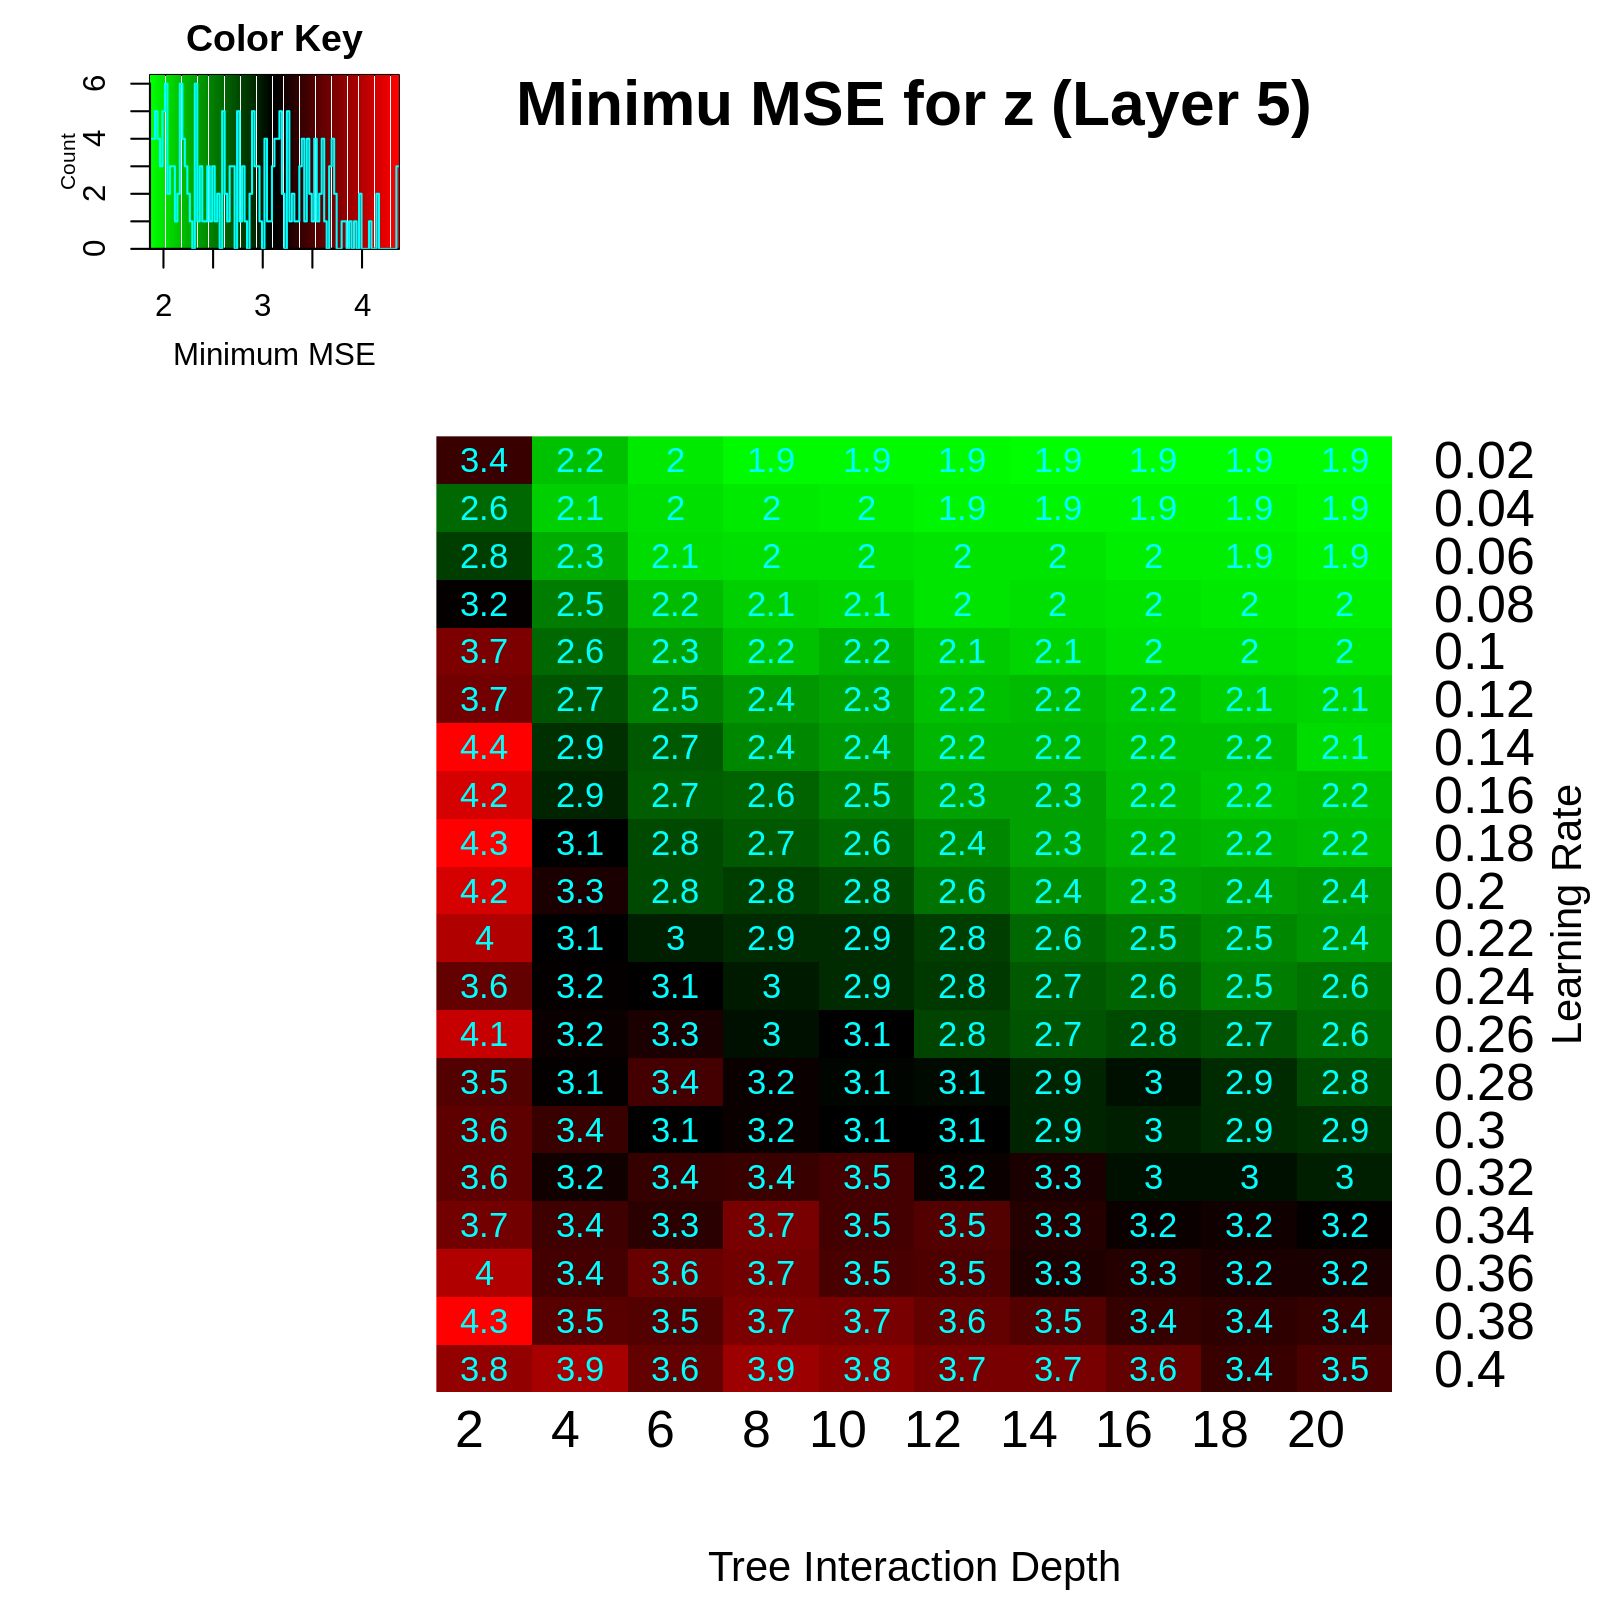 Color Key
Minimu MSE for z (Layer 5)
Count
0 2 4 6
2 3 4
Minimum MSE
3.4 2.2 2 1.9 1.9 1.9 1.9 1.9 1.9 1.9 0.02
2.6 2.1 2 2 2 1.9 1.9 1.9 1.9 1.9 0.04
2.8 2.3 2.1 2 2 2 2 2 1.9 1.9 0.06
3.2 2.5 2.2 2.1 2.1 2 2 2 2 2 0.08
3.7 2.6 2.3 2.2 2.2 2.1 2.1 2 2 2 0.1
3.7 2.7 2.5 2.4 2.3 2.2 2.2 2.2 2.1 2.1 0.12
4.4 2.9 2.7 2.4 2.4 2.2 2.2 2.2 2.2 2.1 0.14
4.2 2.9 2.7 2.6 2.5 2.3 2.3 2.2 2.2 2.2 0.16
4.3 3.1 2.8 2.7 2.6 2.4 2.3 2.2 2.2 2.2 0.18
4.2 3.3 2.8 2.8 2.8 2.6 2.4 2.3 2.4 2.4 0.2
4 3.1 3 2.9 2.9 2.8 2.6 2.5 2.5 2.4 0.22
3.6 3.2 3.1 3 2.9 2.8 2.7 2.6 2.5 2.6 0.24
4.1 3.2 3.3 3 3.1 2.8 2.7 2.8 2.7 2.6 0.26
3.5 3.1 3.4 3.2 3.1 3.1 2.9 3 2.9 2.8 0.28
3.6 3.4 3.1 3.2 3.1 3.1 2.9 3 2.9 2.9 0.3
3.6 3.2 3.4 3.4 3.5 3.2 3.3 3 3 3 0.32
3.7 3.4 3.3 3.7 3.5 3.5 3.3 3.2 3.2 3.2 0.34
4 3.4 3.6 3.7 3.5 3.5 3.3 3.3 3.2 3.2 0.36
4.3 3.5 3.5 3.7 3.7 3.6 3.5 3.4 3.4 3.4 0.38
3.8 3.9 3.6 3.9 3.8 3.7 3.7 3.6 3.4 3.5 0.4
Learning Rate
2 4 6 8 10 12 14 16 18 20
Tree Interaction Depth